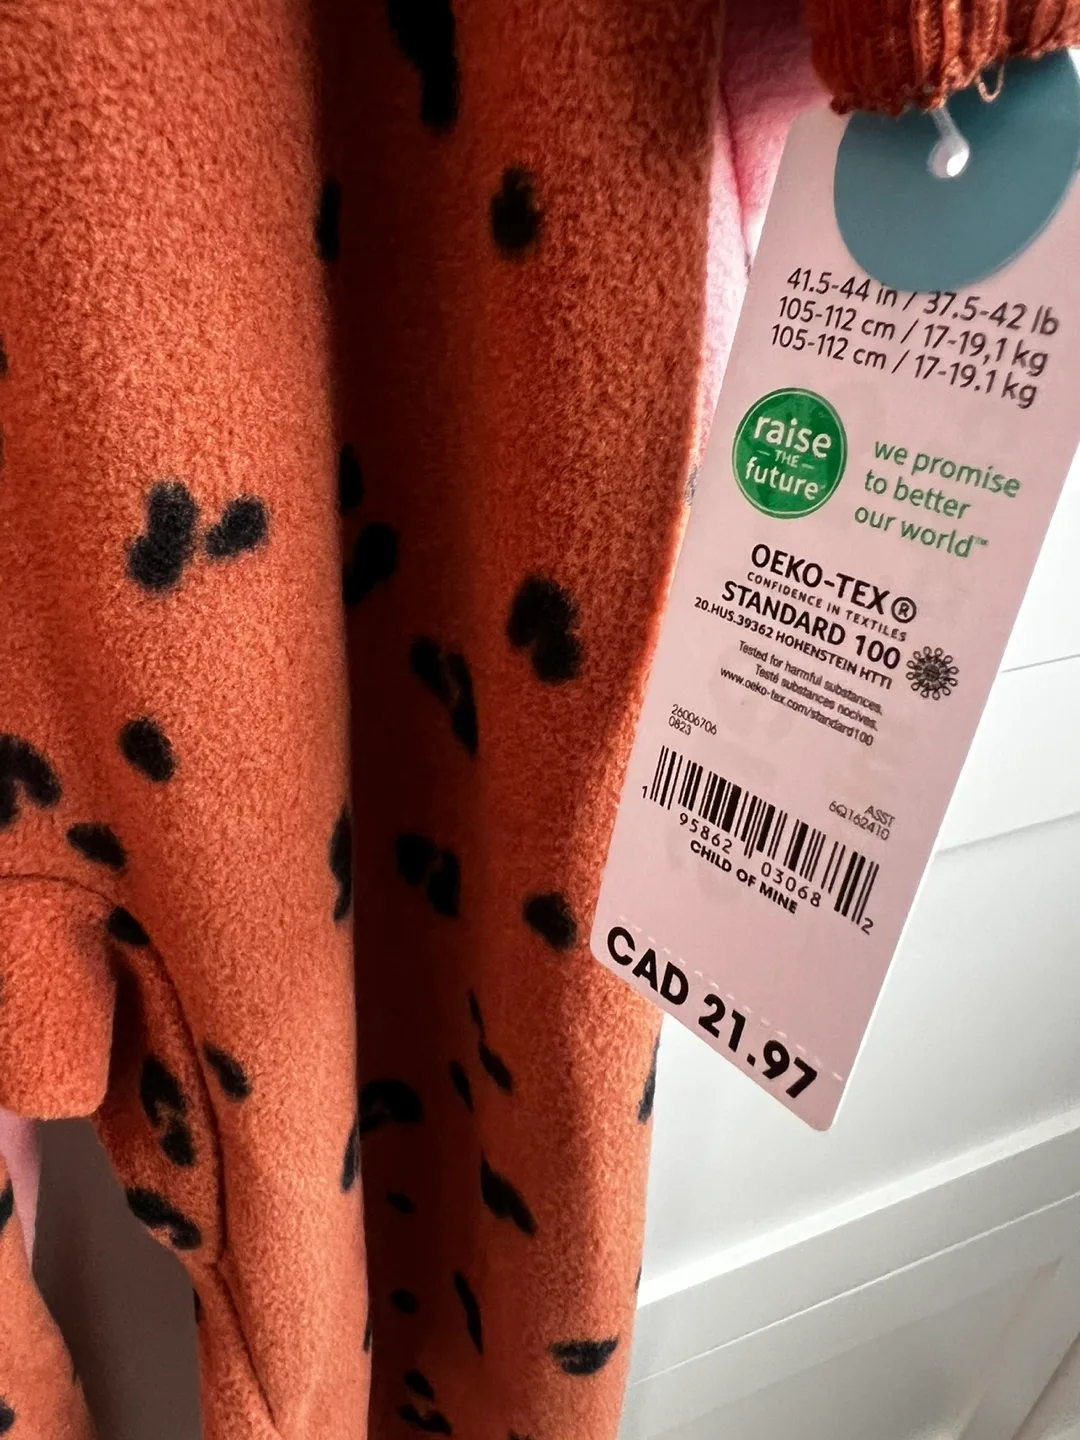 41.5-44 in / 37.5-42 lb
105-112 cm / 17-19,1 kg
105-112 cm / 17-19.1 kg
raise
THE
future
we promise
to better
our world™
OEKO-TEX®
CONFIDENCE IN TEXTILES
STANDARD 100
20.HUS.39362 HOHENSTEIN HTTI
Tested for harmful substances.
Testé substances nocives.
www.oeko-tex.com/standard100
26006706
0823
ASST
6Q162410
1 95862 03068 2
CHILD OF MINE
CAD 21.97